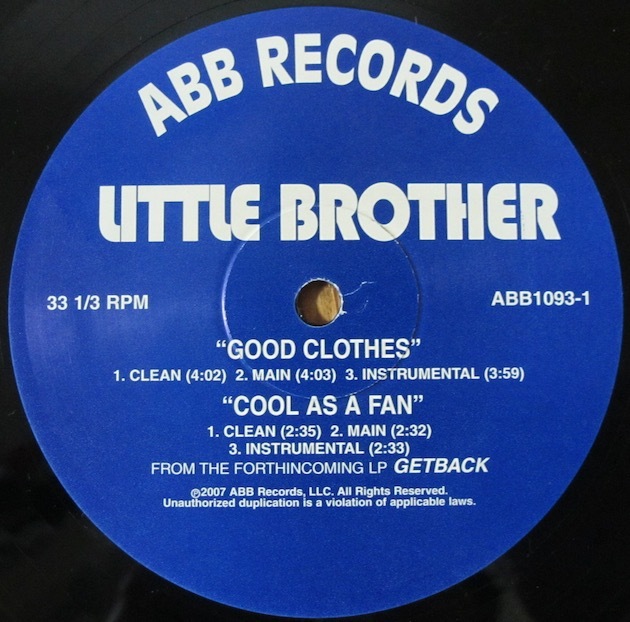 ABB RECORDS
LITTLE BROTHER
33 1/3 RPM
ABB1093-1
“GOOD CLOTHES”
1. CLEAN (4:02) 2. MAIN (4:03) 3. INSTRUMENTAL (3:59)
“COOL AS A FAN”
1. CLEAN (2:35) 2. MAIN (2:32)
3. INSTRUMENTAL (2:33)
FROM THE FORTHINCOMING LP GETBACK
℗2007 ABB Records, LLC. All Rights Reserved.
Unauthorized duplication is a violation of applicable laws.